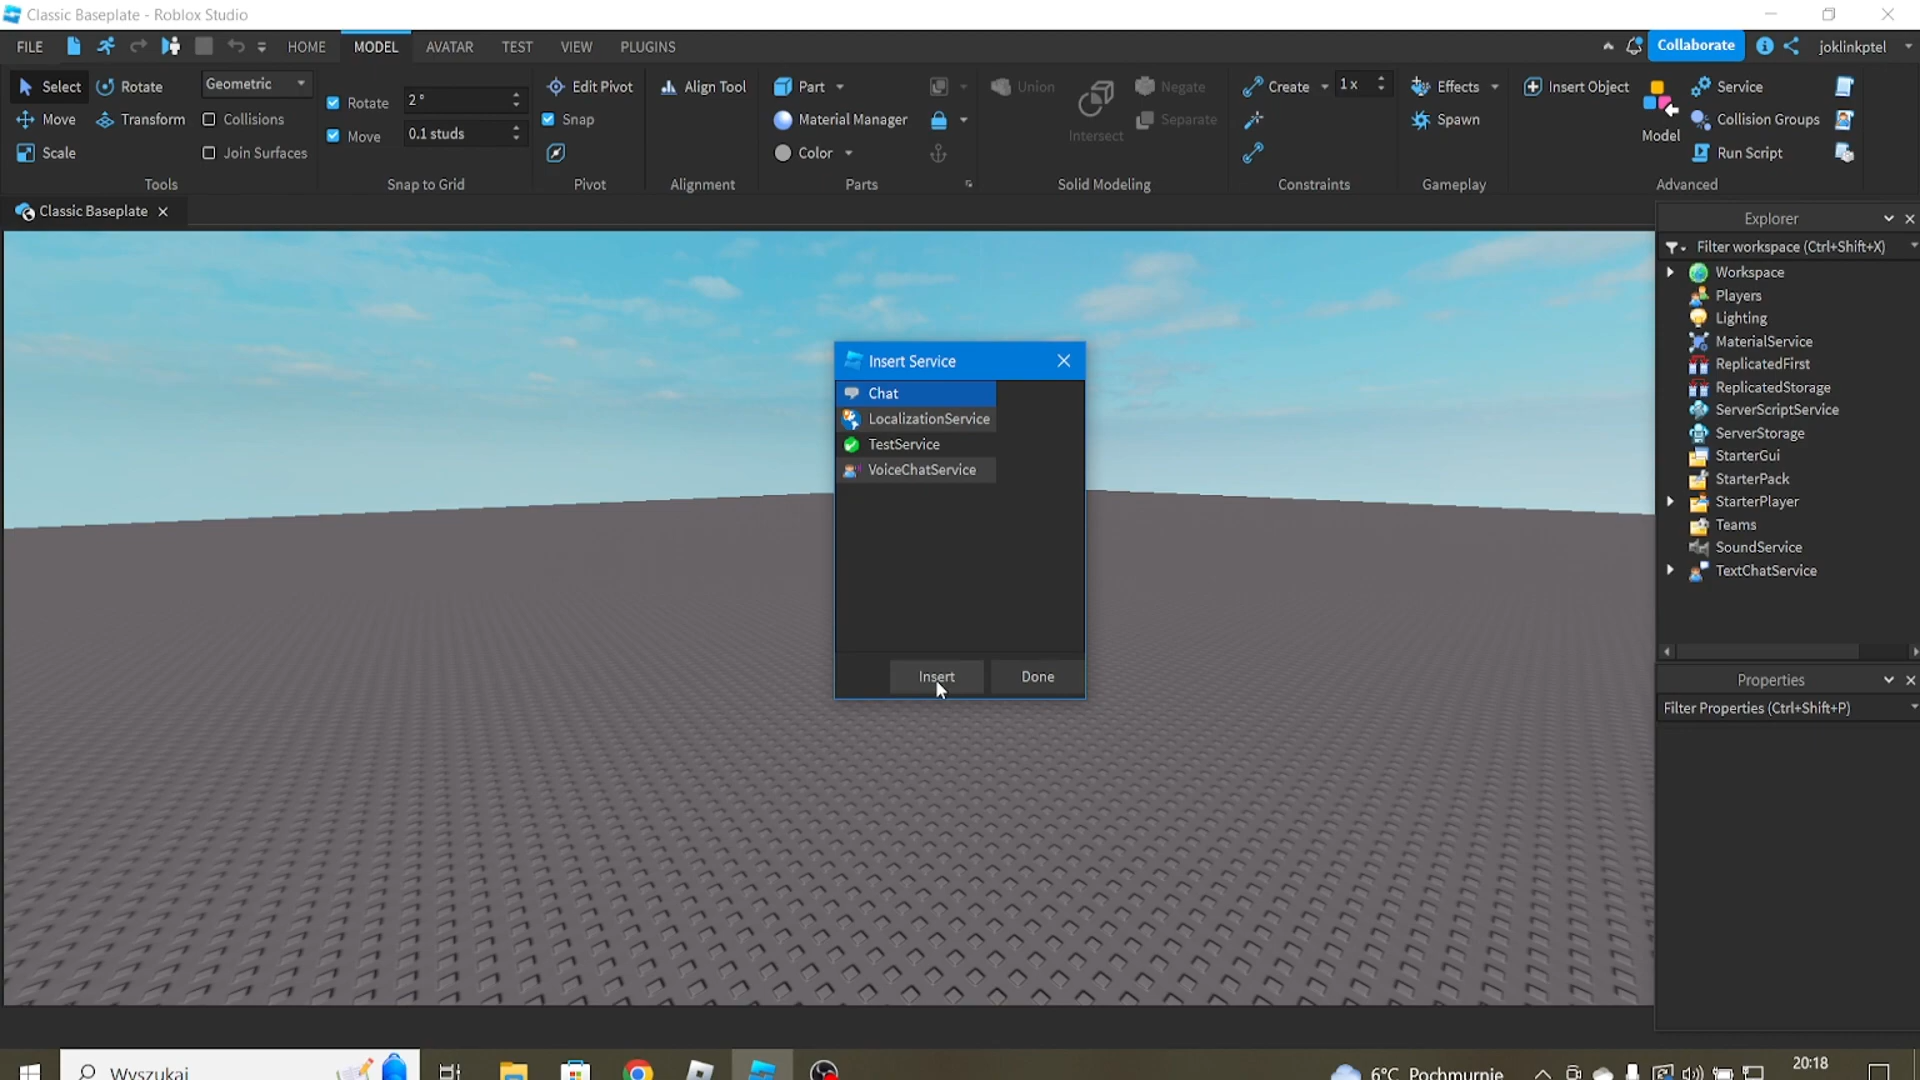 Classic Baseplate - Roblox Studio
FILE
HOME
MODEL
AVATAR
TEST
VIEW
PLUGINS
Collaborate
joklinkptel
Select
Rotate
Geometric
Move
Transform
Collisions
Scale
Join Surfaces
Tools
Rotate
2 °
Move
0.1 studs
Snap to Grid
Edit Pivot
Snap
Pivot
Align Tool
Alignment
Part
Material Manager
Color
Parts
Union
Intersect
Negate
Separate
Solid Modeling
Create
1 x
Constraints
Effects
Spawn
Gameplay
Insert Object
Model
Service
Collision Groups
Run Script
Advanced
Classic Baseplate
Explorer
Filter workspace (Ctrl+Shift+X)
Workspace
Players
Lighting
MaterialService
ReplicatedFirst
ReplicatedStorage
ServerScriptService
ServerStorage
StarterGui
StarterPack
StarterPlayer
Teams
SoundService
TextChatService
Properties
Filter Properties (Ctrl+Shift+P)
Insert Service
Chat
LocalizationService
TestService
VoiceChatService
Insert
Done
Wyszukaj
6°C Pochmurnie
20:18